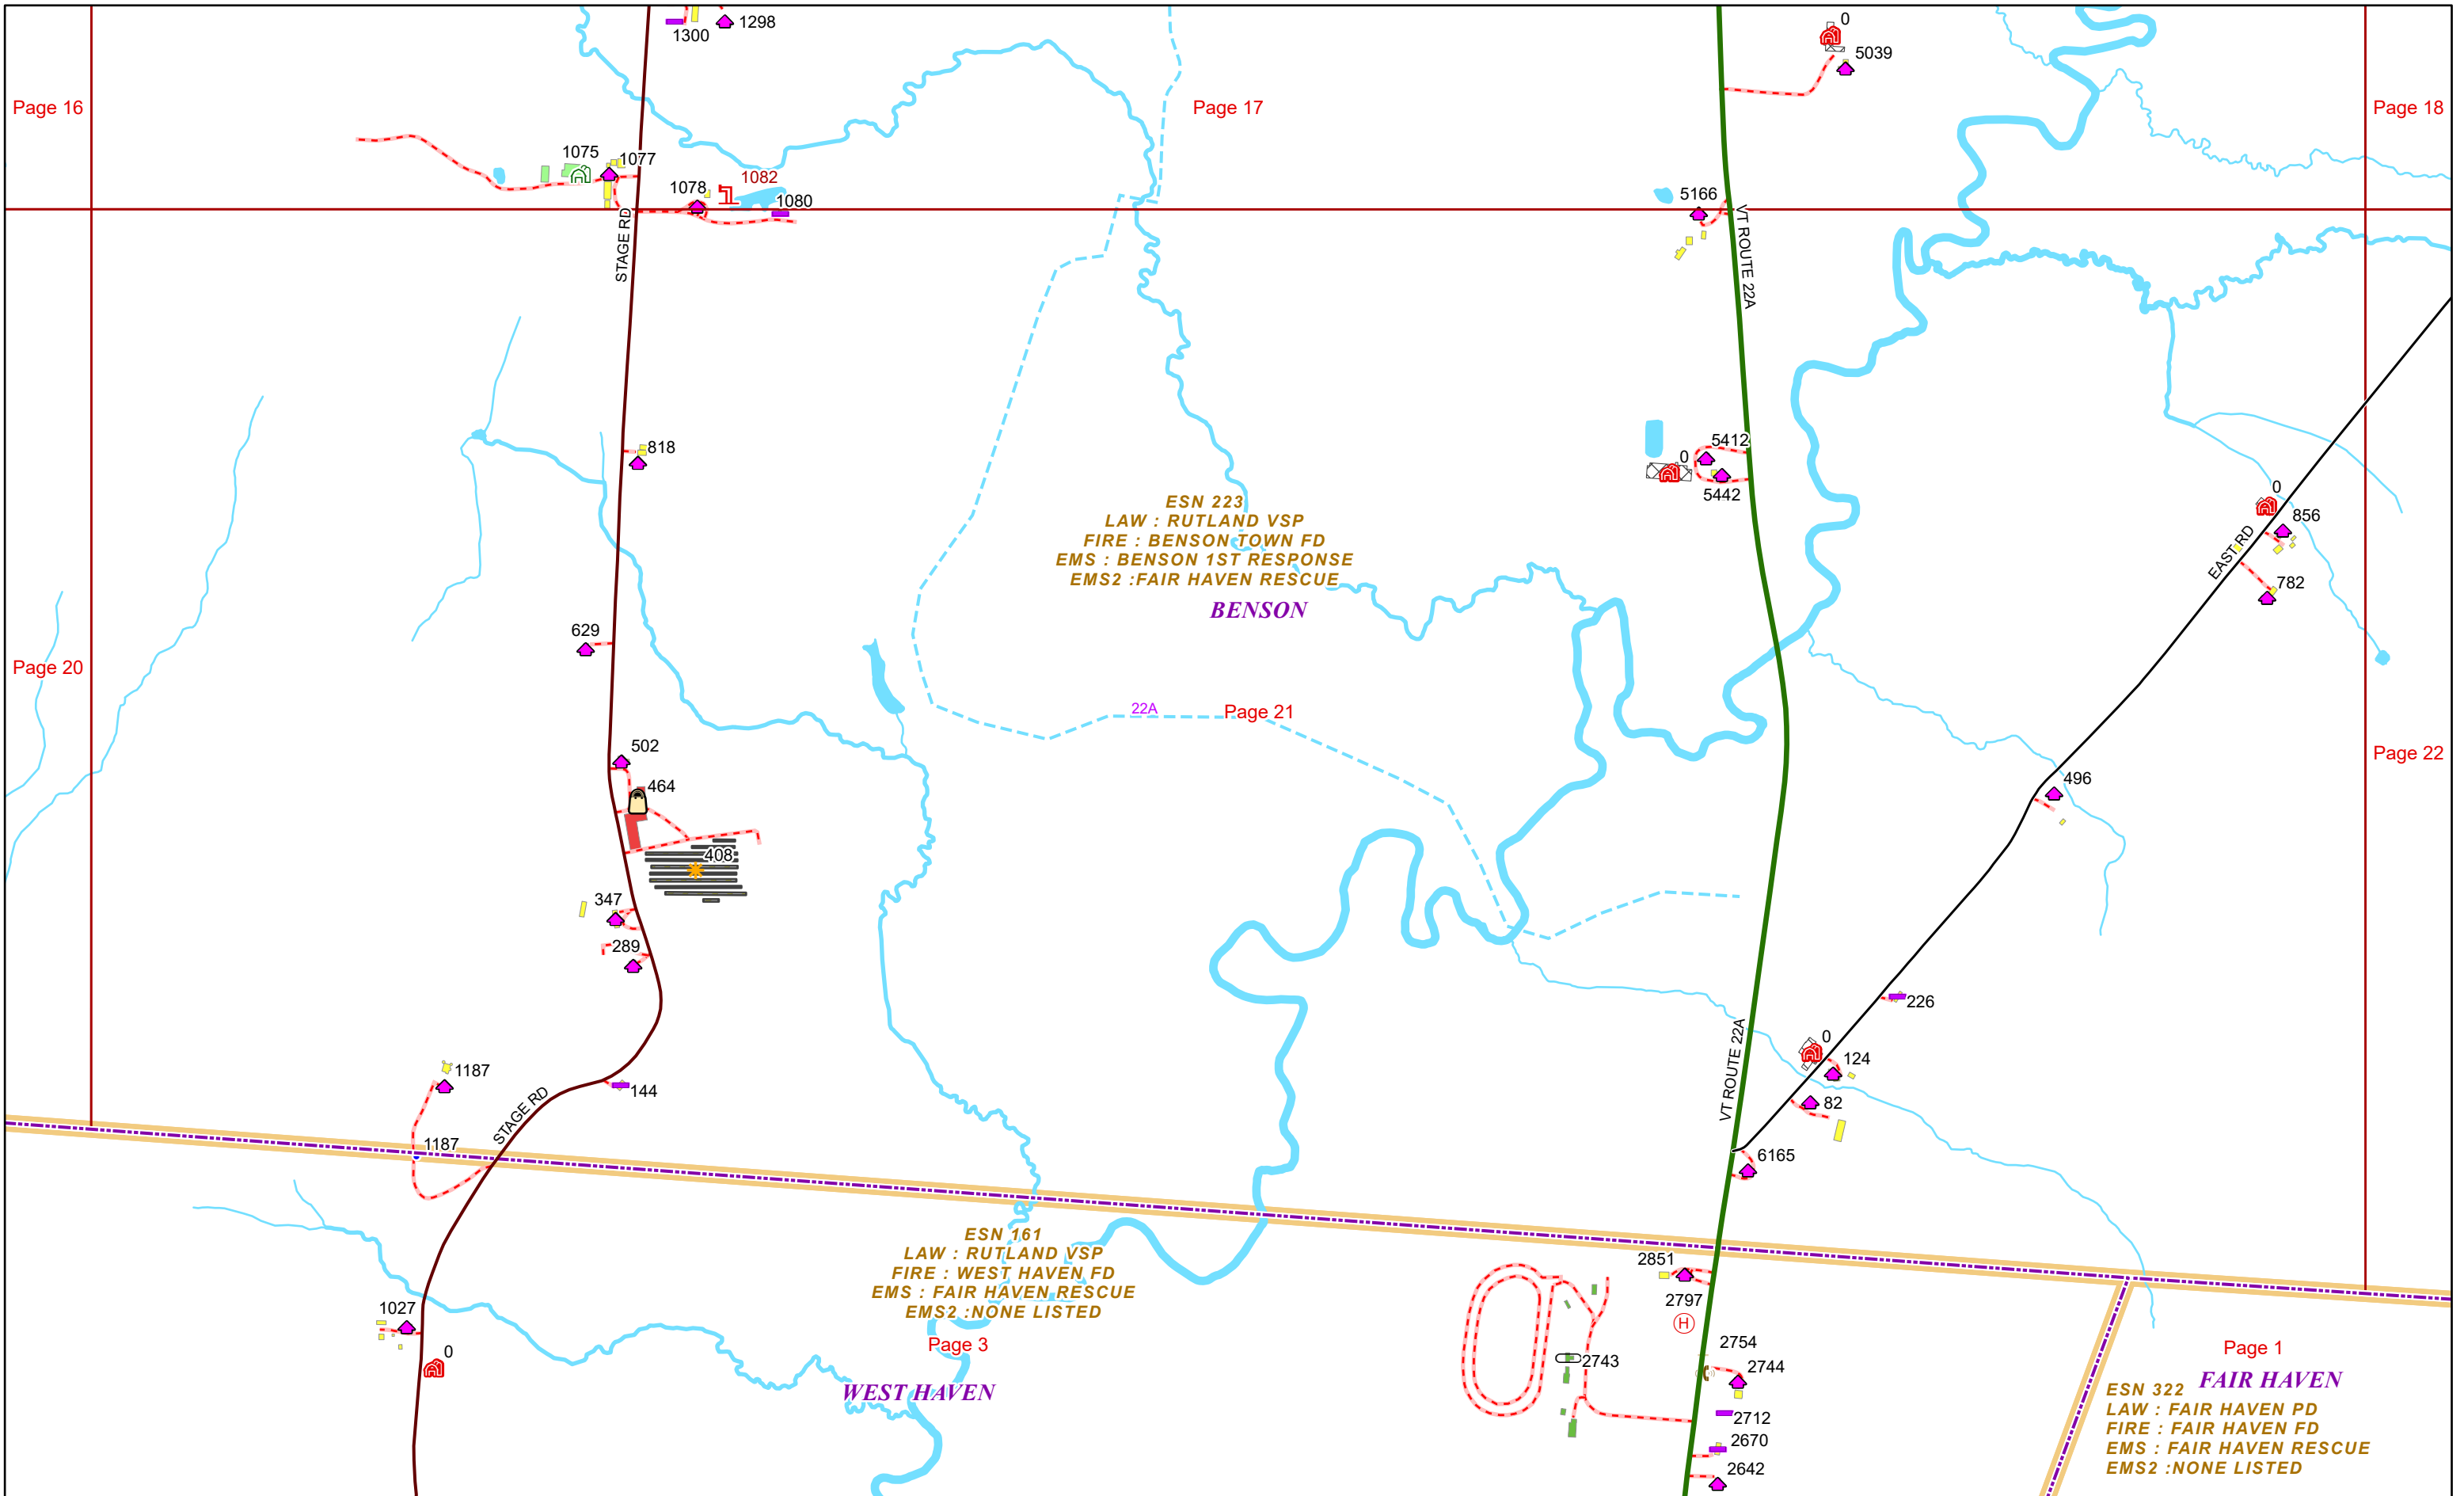 1300
1298
0
5039
Page 16
Page 17
Page 18
1075
1077
1078
1082
1080
5166
STAGE RD
VT ROUTE 22A
818
5412
0
5442
ESN 223
LAW : RUTLAND VSP
FIRE : BENSON TOWN FD
EMS : BENSON 1ST RESPONSE
EMS2 :FAIR HAVEN RESCUE
BENSON
0
856
EAST RD
782
629
Page 20
22A
Page 21
Page 22
502
464
496
408
347
289
226
0
124
1187
144
82
STAGE RD
VT ROUTE 22A
1187
6165
ESN 161
LAW : RUTLAND VSP
FIRE : WEST HAVEN FD
EMS : FAIR HAVEN RESCUE
EMS2 :NONE LISTED
2851
2797
H
1027
0
Page 3
WEST HAVEN
2754
2743
2744
2712
2670
2642
Page 1
FAIR HAVEN
ESN 322
LAW : FAIR HAVEN PD
FIRE : FAIR HAVEN FD
EMS : FAIR HAVEN RESCUE
EMS2 :NONE LISTED